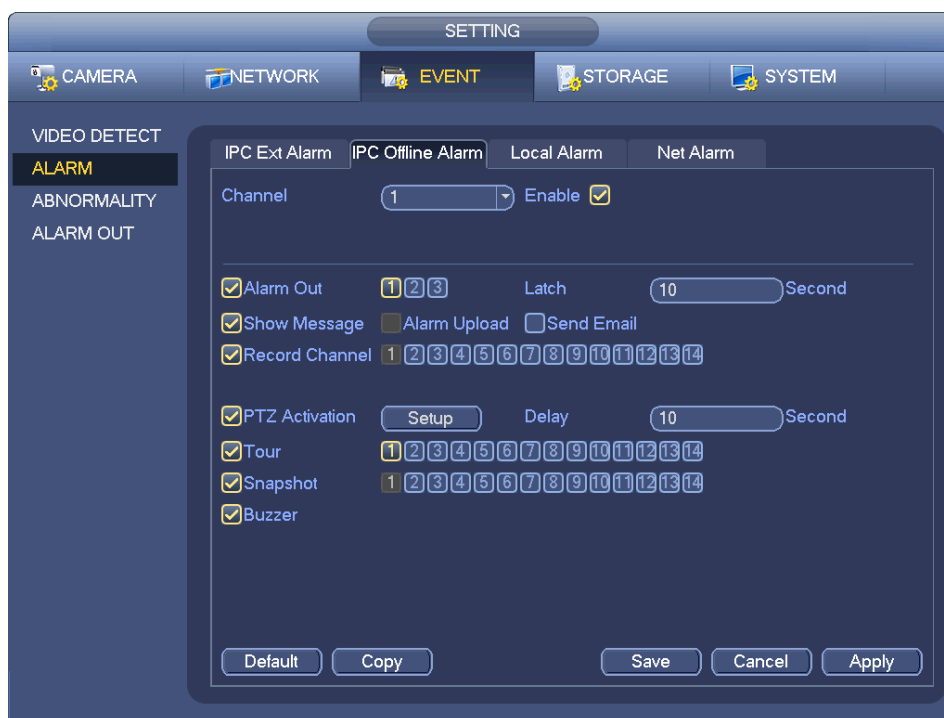 SETTING
CAMERA NETWORK EVENT STORAGE SYSTEM
VIDEO DETECT
ALARM
ABNORMALITY
ALARM OUT
IPC Ext Alarm IPC Offline Alarm Local Alarm Net Alarm
Channel 1 Enable
Alarm Out 1 2 3 Latch 10 Second
Show Message Alarm Upload Send Email
Record Channel 1 2 3 4 5 6 7 8 9 10 11 12 13 14
PTZ Activation Setup Delay 10 Second
Tour 1 2 3 4 5 6 7 8 9 10 11 12 13 14
Snapshot 1 2 3 4 5 6 7 8 9 10 11 12 13 14
Buzzer
Default Copy Save Cancel Apply